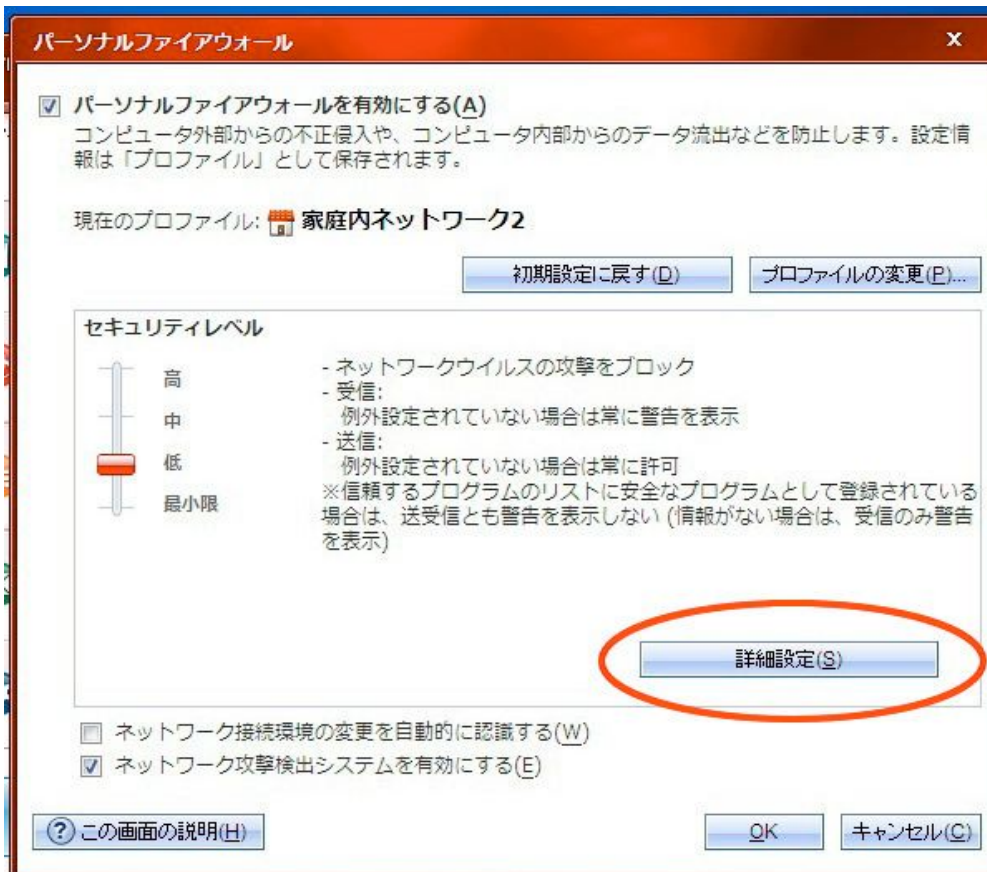 パーソナルファイアウォール
x
パーソナルファイアウォールを有効にする(A)
コンピュータ外部からの不正侵入や、コンピュータ内部からのデータ流出などを防止します。設定情
報は「プロファイル」として保存されます。
現在のプロファイル: 家庭内ネットワーク2
初期設定に戻す(D) プロファイルの変更(P)...
セキュリティレベル
高
中
低
最小限
- ネットワークウイルスの攻撃をブロック
- 受信:
例外設定されていない場合は常に警告を表示
- 送信:
例外設定されていない場合は常に許可
※信頼するプログラムのリストに安全なプログラムとして登録されている
場合は、送受信とも警告を表示しない (情報がない場合は、受信のみ警告
を表示)
詳細設定(S)
ネットワーク接続環境の変更を自動的に認識する(W)
ネットワーク攻撃検出システムを有効にする(E)
?この画面の説明(H) OK キャンセル(C)